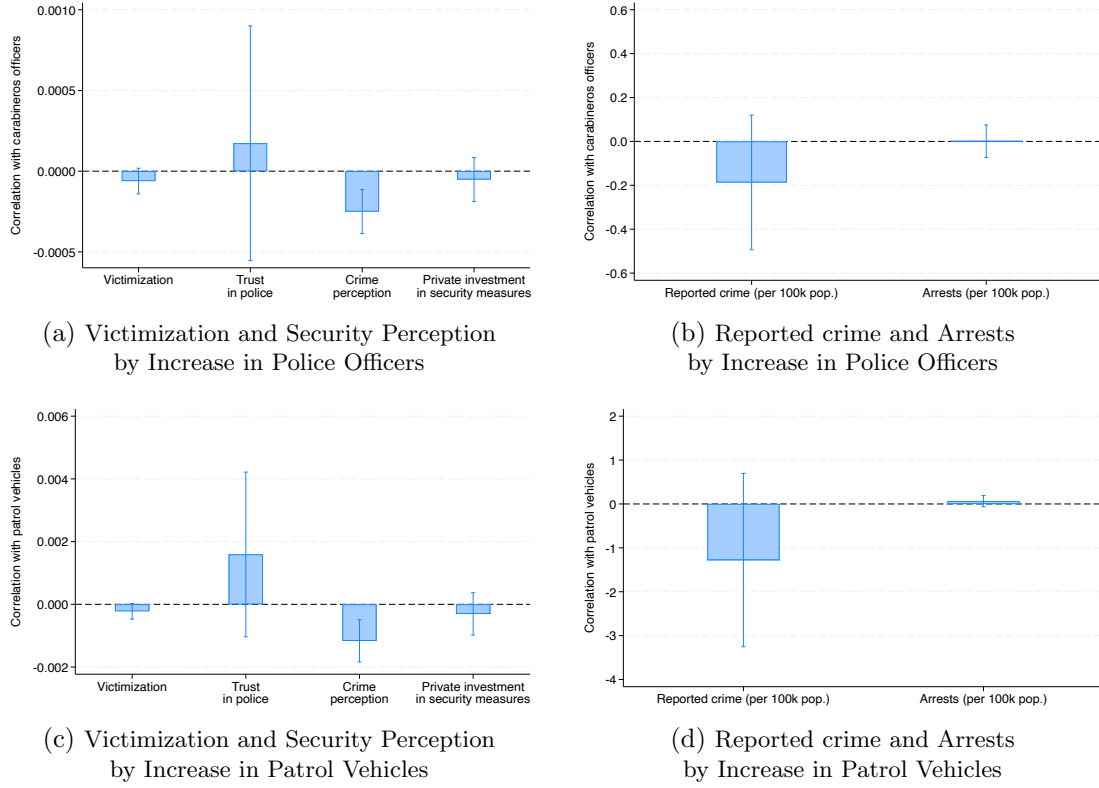 Correlation with carabineros officers
0.0010
0.0005
0.0000
-0.0005
Victimization
Trust
in police
Crime
perception
Private investment
in security measures
(a) Victimization and Security Perception
by Increase in Police Officers
Correlation with carabineros officers
0.6
0.4
0.2
0.0
-0.2
-0.4
-0.6
Reported crime (per 100k pop.)
Arrests (per 100k pop.)
(b) Reported crime and Arrests
by Increase in Police Officers
Correlation with patrol vehicles
0.006
0.004
0.002
0.000
-0.002
Victimization
Trust
in police
Crime
perception
Private investment
in security measures
(c) Victimization and Security Perception
by Increase in Patrol Vehicles
Correlation with patrol vehicles
2
1
0
-1
-2
-3
-4
Reported crime (per 100k pop.)
Arrests (per 100k pop.)
(d) Reported crime and Arrests
by Increase in Patrol Vehicles